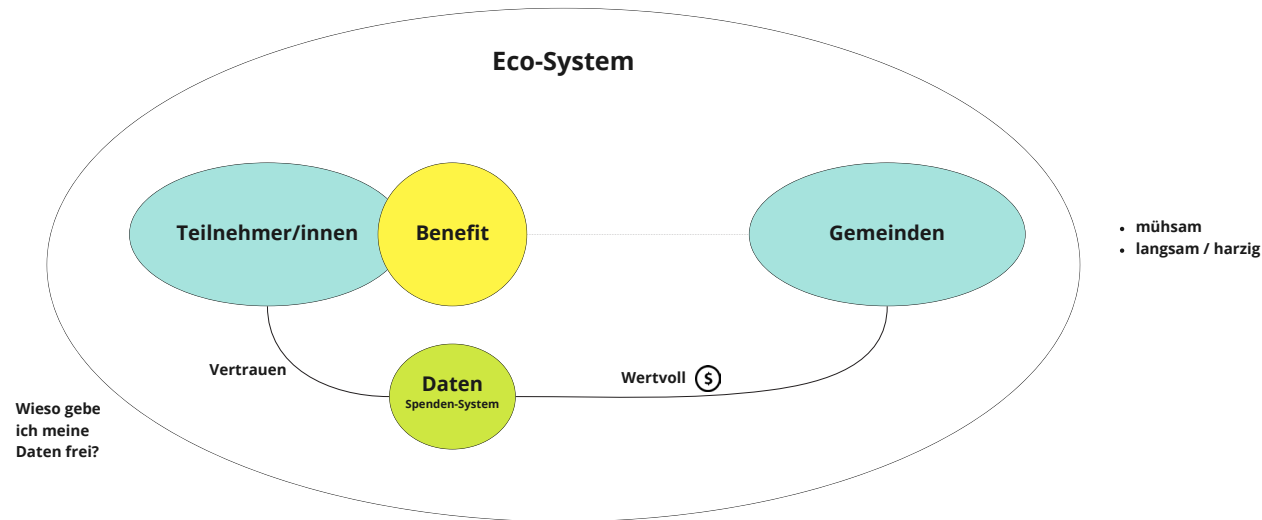 Eco-System
Teilnehmer/innen
Benefit
Gemeinden
mühsam
langsam / harzig
Vertrauen
Daten
Spenden-System
Wertvoll $
Wieso gebe
ich meine
Daten frei?